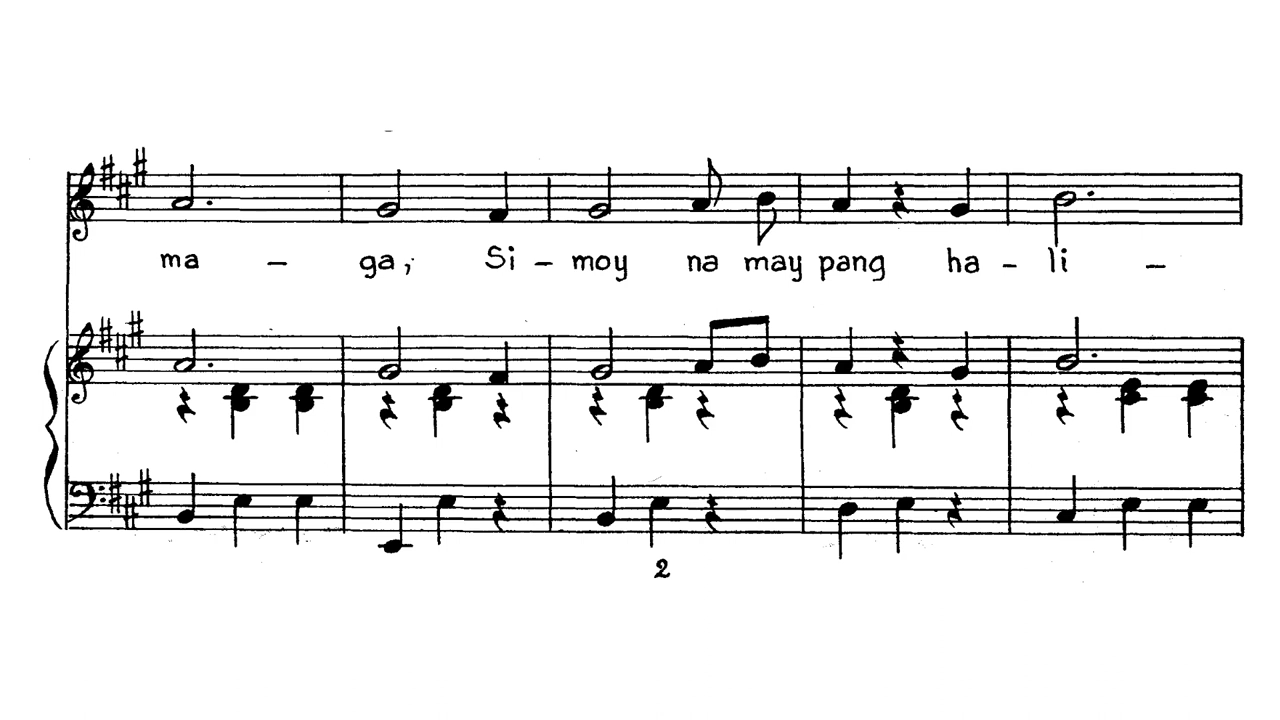 ma – ga, Si – moy na may pang ha – li –
2